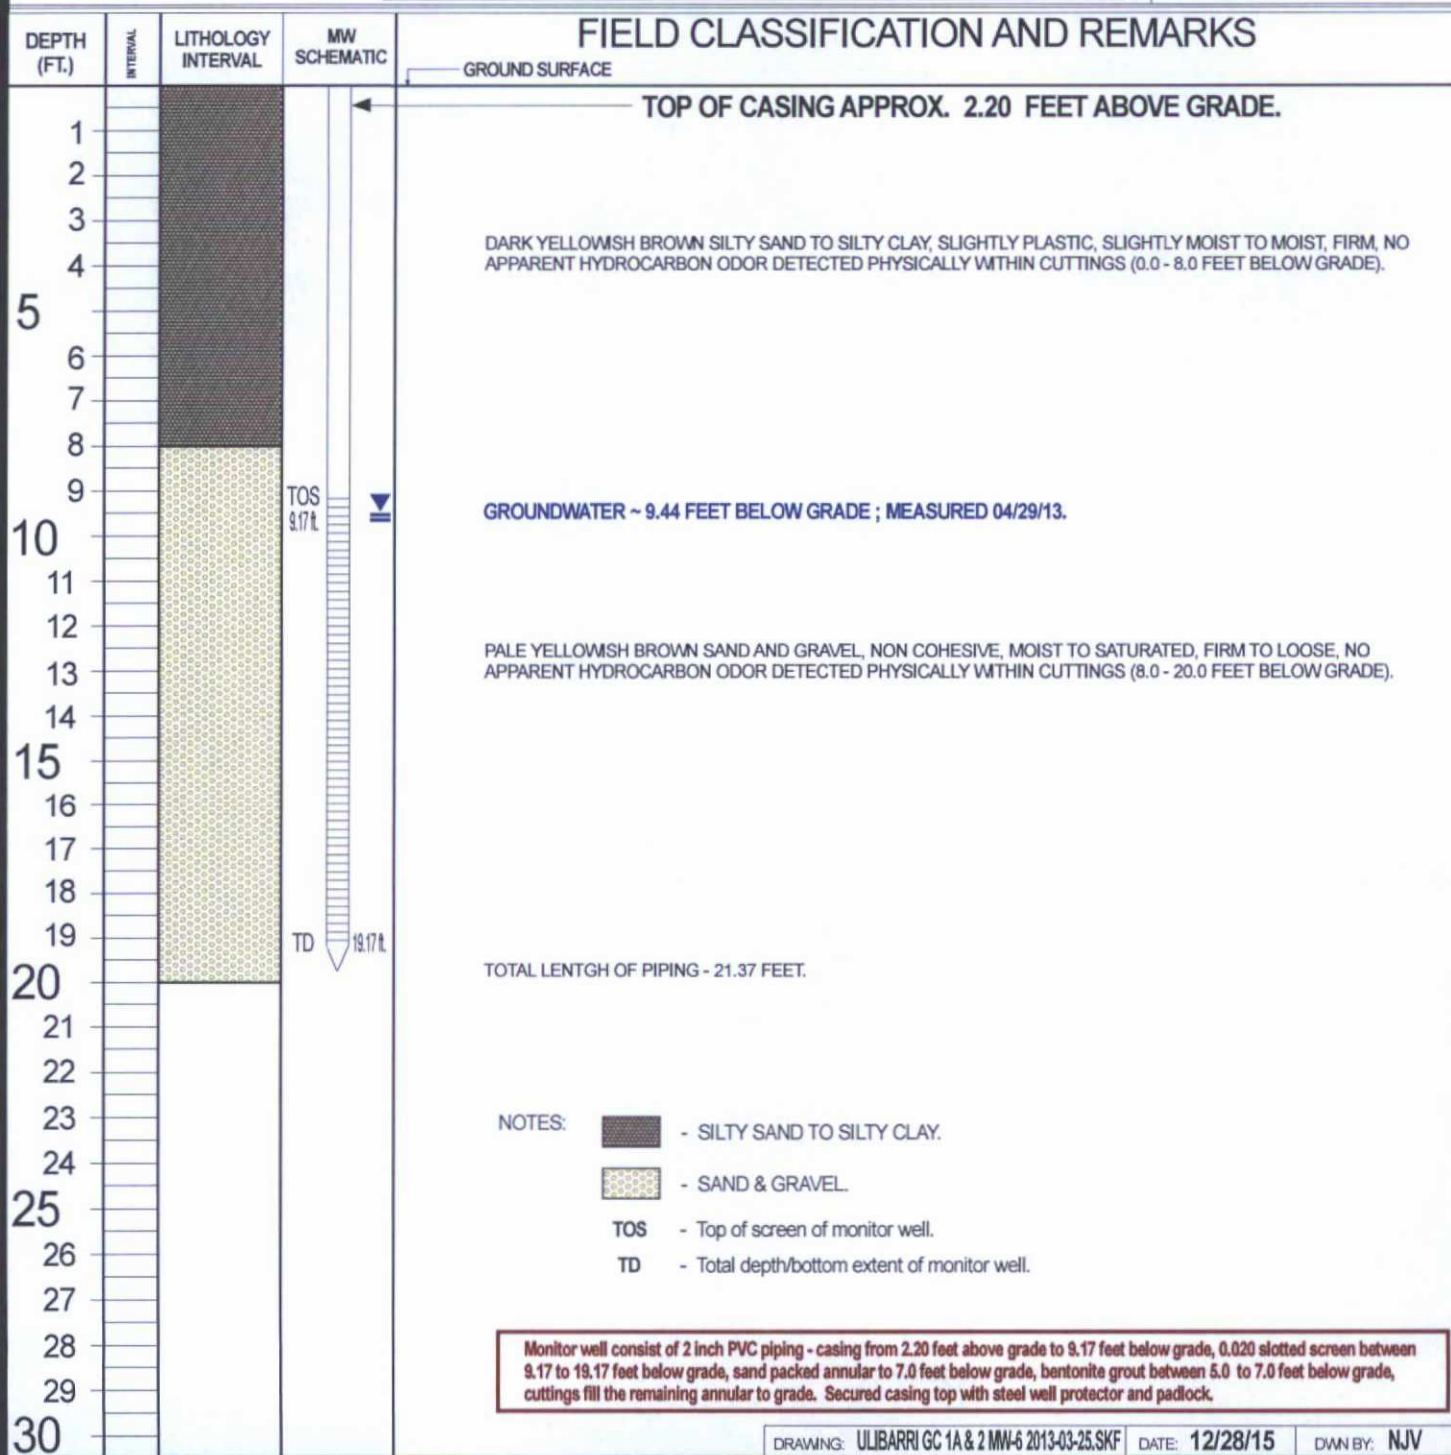 DEPTH (FT.)
INTERVAL
LITHOLOGY INTERVAL
MW SCHEMATIC
FIELD CLASSIFICATION AND REMARKS
GROUND SURFACE
TOP OF CASING APPROX. 2.20 FEET ABOVE GRADE.
1
2
3
DARK YELLOWISH BROWN SILTY SAND TO SILTY CLAY, SLIGHTLY PLASTIC, SLIGHTLY MOIST TO MOIST, FIRM, NO
APPARENT HYDROCARBON ODOR DETECTED PHYSICALLY WITHIN CUTTINGS (0.0 - 8.0 FEET BELOW GRADE).
4
5
6
7
8
9
TOS
9.17 ft.
GROUNDWATER ~ 9.44 FEET BELOW GRADE ; MEASURED 04/29/13.
10
11
12
PALE YELLOWISH BROWN SAND AND GRAVEL, NON COHESIVE, MOIST TO SATURATED, FIRM TO LOOSE, NO
APPARENT HYDROCARBON ODOR DETECTED PHYSICALLY WITHIN CUTTINGS (8.0 - 20.0 FEET BELOW GRADE).
13
14
15
16
17
18
19
TD 19.17 ft.
TOTAL LENTGH OF PIPING - 21.37 FEET.
20
21
22
23
NOTES:
- SILTY SAND TO SILTY CLAY.
24
- SAND & GRAVEL.
25
TOS - Top of screen of monitor well.
26
TD - Total depth/bottom extent of monitor well.
27
28
29
30
Monitor well consist of 2 inch PVC piping - casing from 2.20 feet above grade to 9.17 feet below grade, 0.020 slotted screen between
9.17 to 19.17 feet below grade, sand packed annular to 7.0 feet below grade, bentonite grout between 5.0 to 7.0 feet below grade,
cuttings fill the remaining annular to grade. Secured casing top with steel well protector and padlock.
DRAWING: ULIBARRI GC 1A & 2 MW-6 2013-03-25.SKF DATE: 12/28/15 DWN BY: NJV